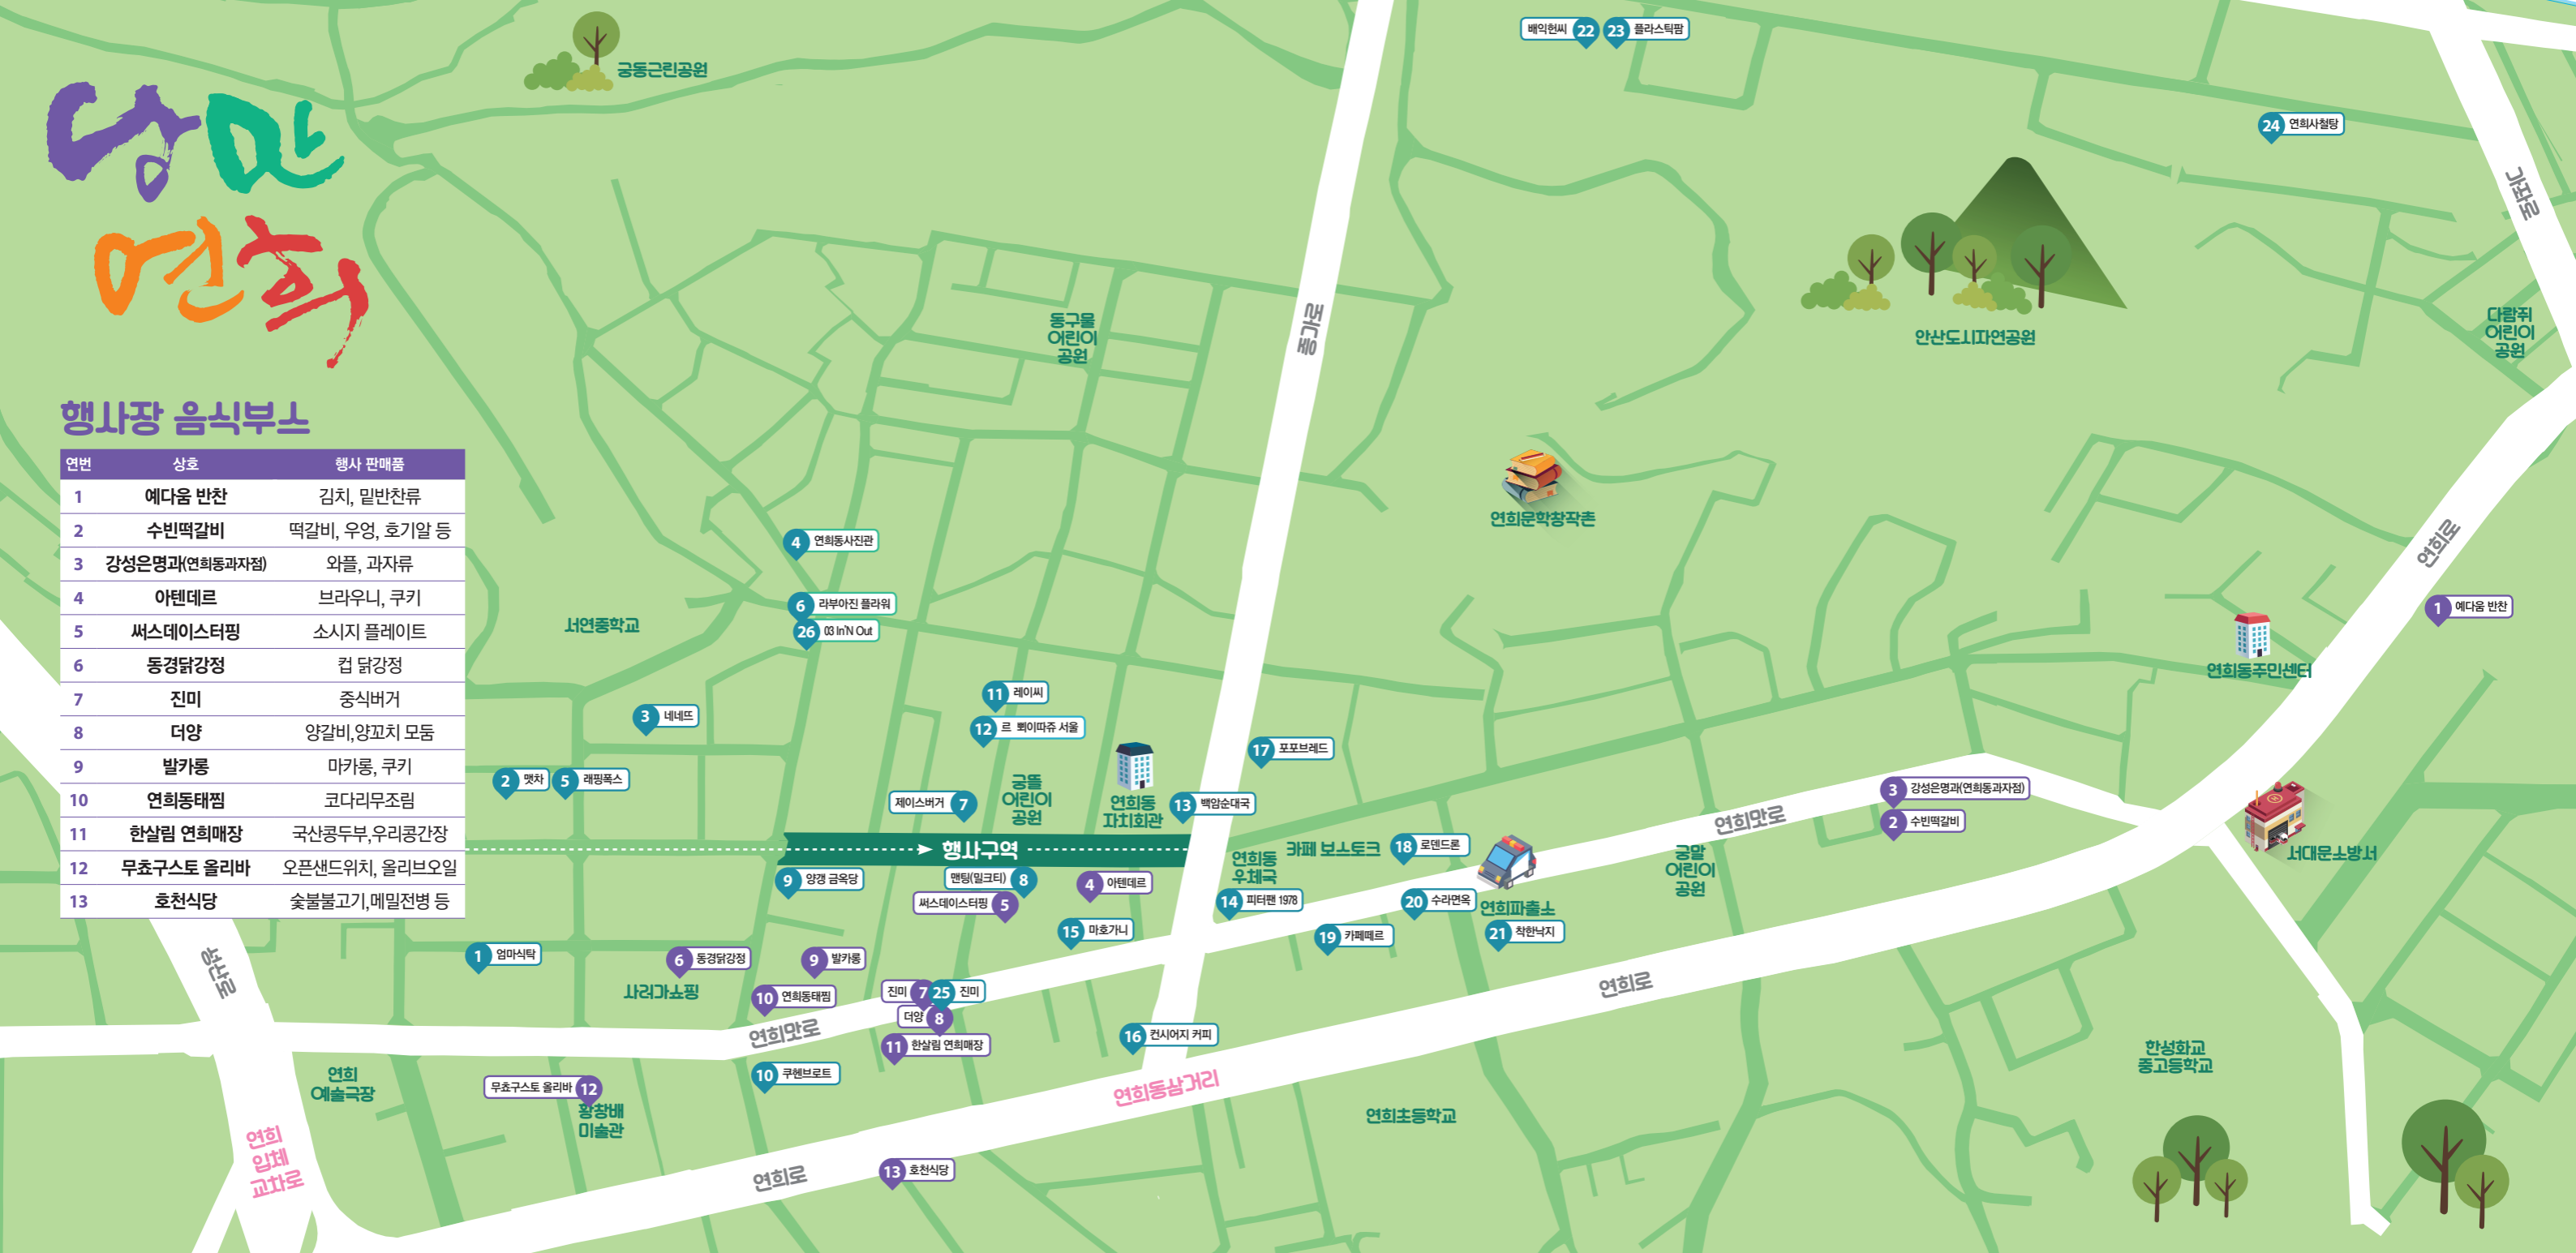 낭만
연희
행사장 음식부스
연번 상호 행사 판매품
1 예다움 반찬 김치, 밑반찬류
2 수빈떡갈비 떡갈비, 우엉, 호기알 등
3 강성은명과(연희동과자점) 와플, 과자류
4 아텐데르 브라우니, 쿠키
5 써스데이스터핑 소시지 플레이트
6 동경닭강정 컵 닭강정
7 진미 중식버거
8 더양 양갈비,양꼬치 모둠
9 발카롱 마카롱, 쿠키
10 연희동태찜 코다리무조림
11 한살림 연희매장 국산콩두부,우리콩간장
12 무쵸구스토 올리바 오픈샌드위치, 올리브오일
13 호천식당 숯불불고기,메밀전병 등
궁동근린공원
배익헌씨 22
23 플라스틱팜
24 연희사철탕
가좌로
안산도시자연공원
다람쥐
어린이
공원
동구물
어린이
공원
홍가로
연희문학창작촌
연희로
4 연희동사진관
6 라부아진 플라워
26 03 In'N Out
서연중학교
1 예다움 반찬
연희동주민센터
11 레이씨
12 르 뾔이따쥬 서울
3 네네뜨
17 포포브레드
2 맷차
5 래핑폭스
제이스버거 7
궁뜰
어린이
공원
연희동
자치회관
13 백암순대국
3 강성은명과(연희동과자점)
2 수빈떡갈비
연희맛로
서대문소방서
행사구역
카페 보스토크
18 로덴드론
연희동
우체국
궁말
어린이
공원
9 양갱 금옥당
맨팅(밀크티) 8
4 아텐데르
써스데이스터핑 5
14 피터팬 1978
20 수라면옥
연희파출소
15 마호가니
19 카페떼르
21 착한낙지
1 엄마식탁
6 동경닭강정
9 발카롱
성산로
사러가쇼핑
10 연희동태찜
진미 7
25 진미
더양 8
연희맛로
11 한살림 연희매장
16 컨시어지 커피
연희로
10 쿠헨브로트
연희동삼거리
연희
예술극장
무쵸구스토 올리바 12
황창배
미술관
연희초등학교
한성화교
중고등학교
연희
입체
교차로
연희로
13 호천식당